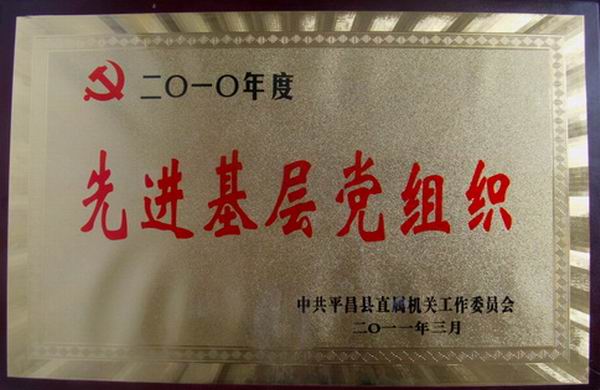 二〇一〇年度
先进基层党组织
中共平昌县直属机关工作委员会
二〇一一年三月